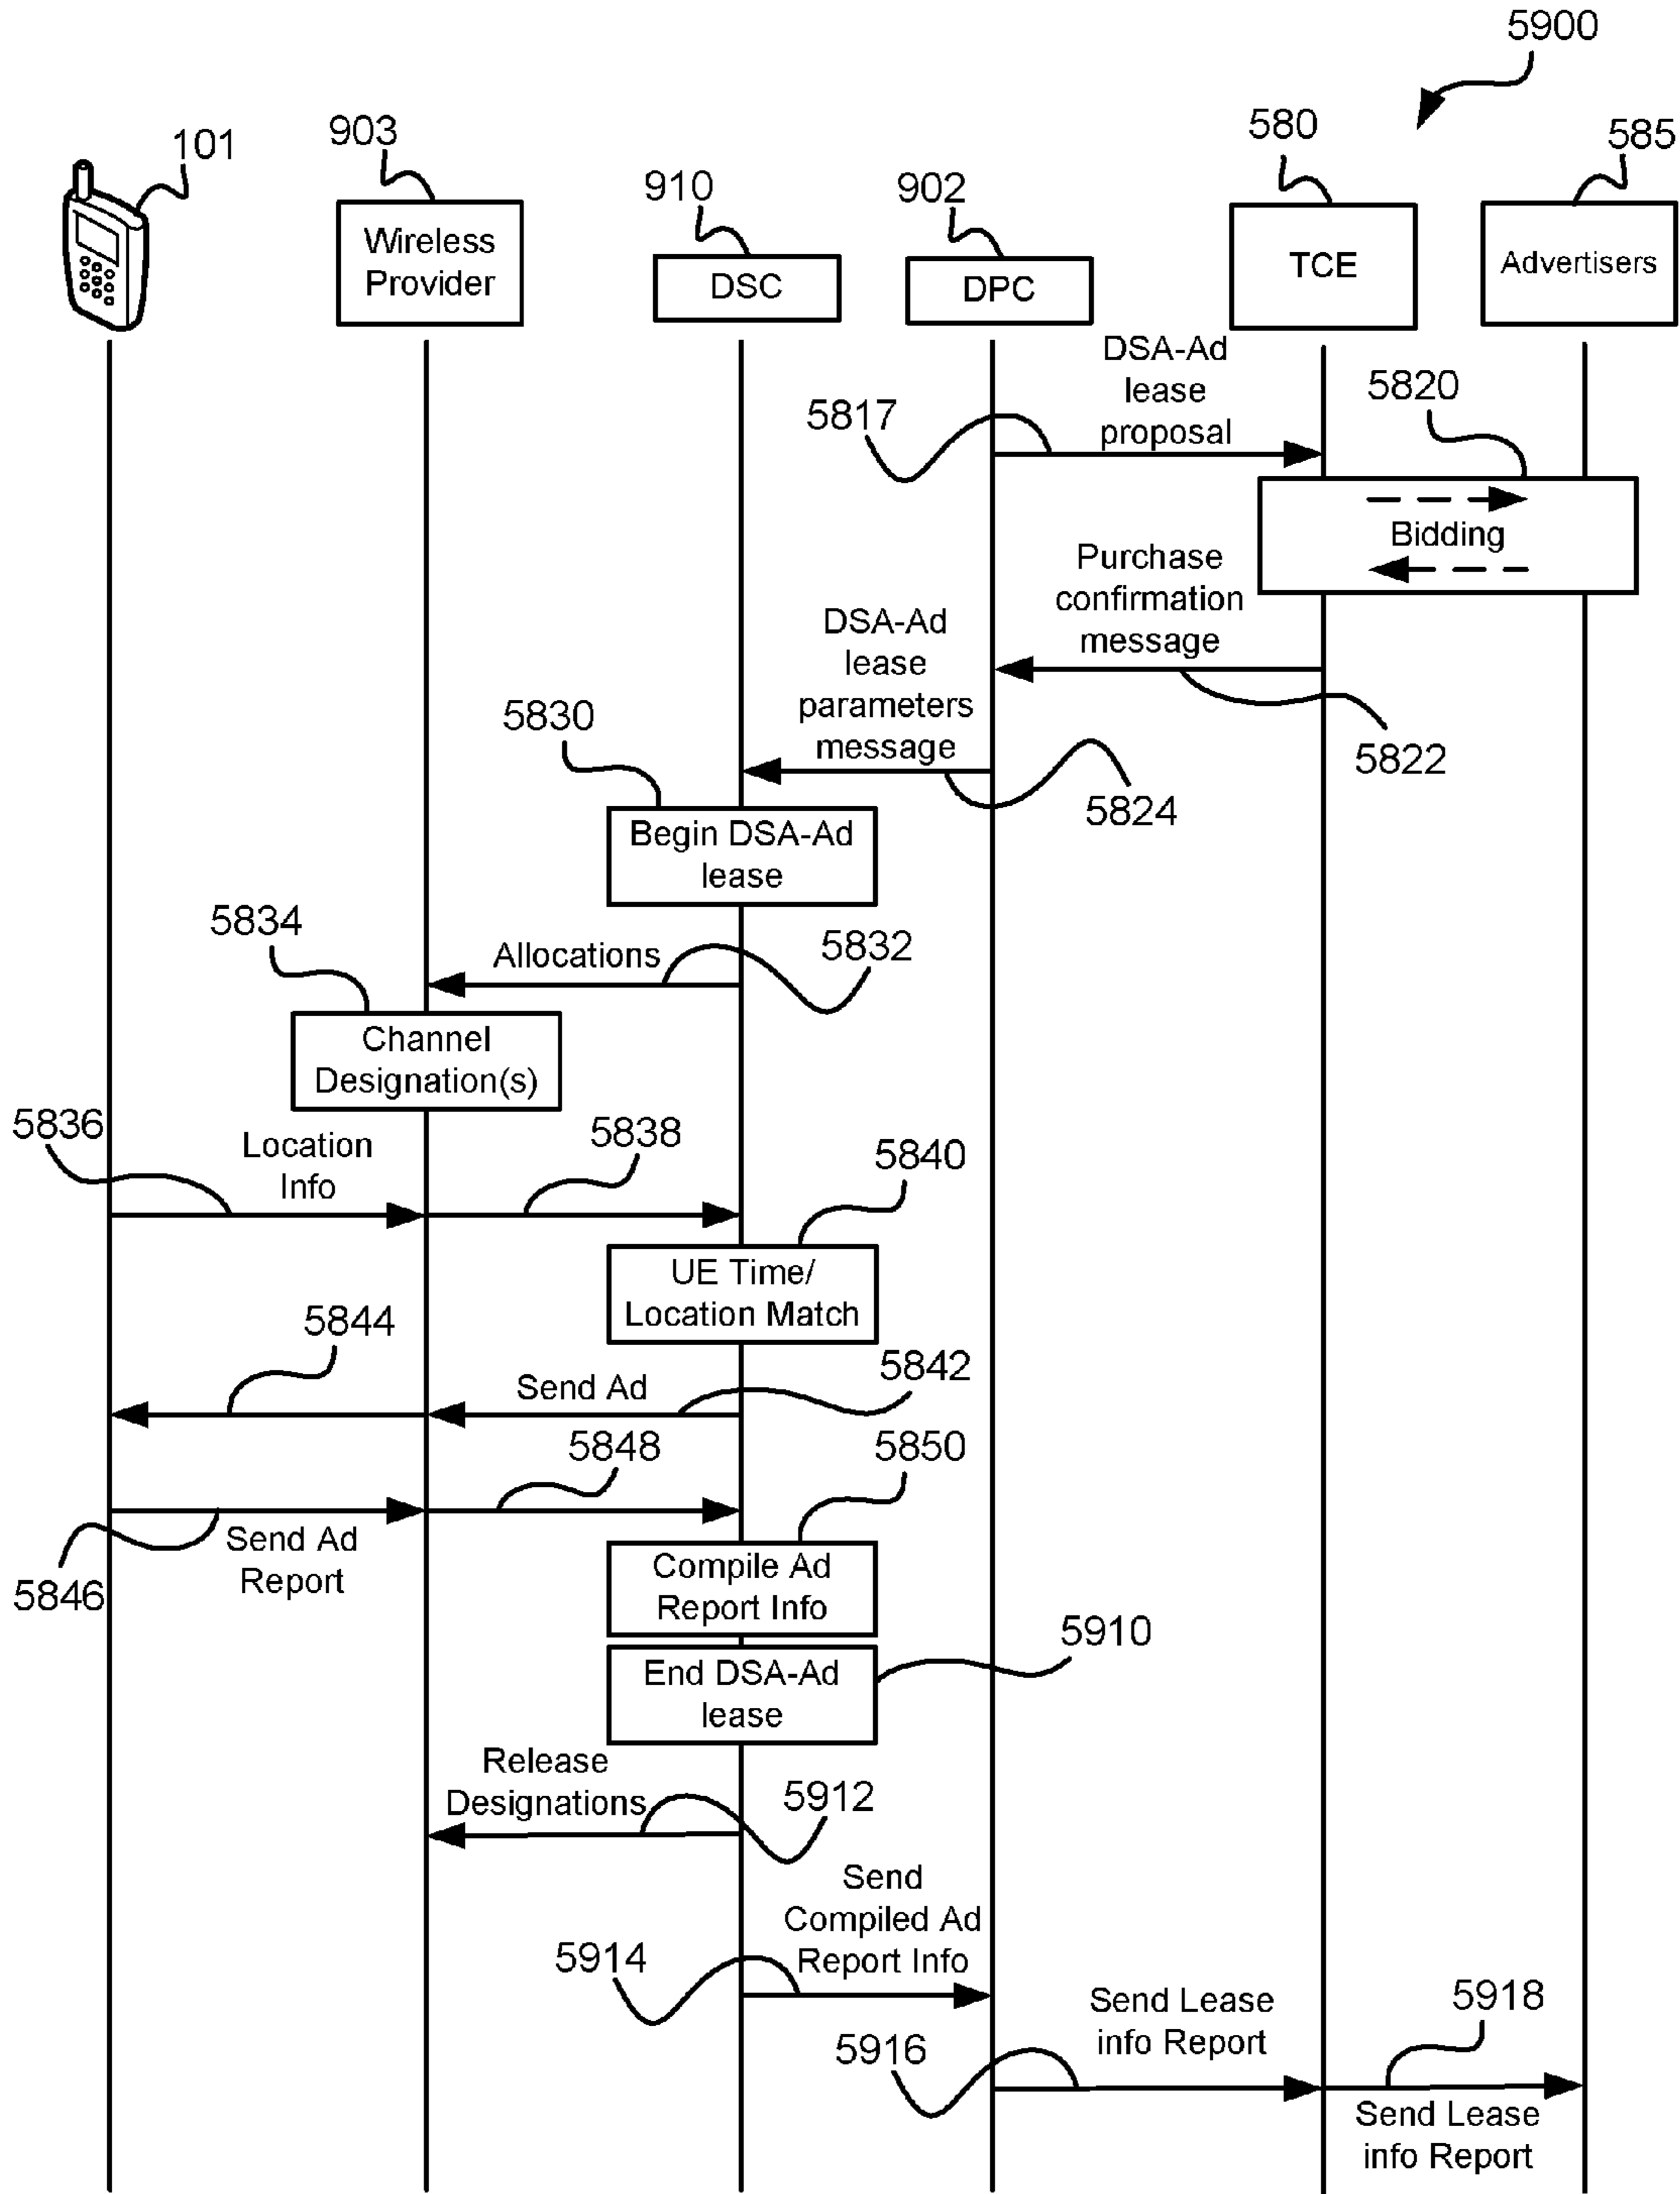 5900
101
903
910
902
580
585
Wireless
Provider
DSC
DPC
TCE
Advertisers
DSA-Ad
lease
proposal
5817
5820
Bidding
Purchase
confirmation
message
5822
DSA-Ad
lease
parameters
message
5824
5830
Begin DSA-Ad
lease
5834
Allocations
5832
Channel
Designation(s)
5836
Location
Info
5838
5840
UE Time/
Location Match
5844
Send Ad
5842
5848
5850
Send Ad
Report
5846
Compile Ad
Report Info
End DSA-Ad
lease
5910
Release
Designations
5912
Send
Compiled Ad
Report Info
5914
Send Lease
info Report
5916
5918
Send Lease
info Report